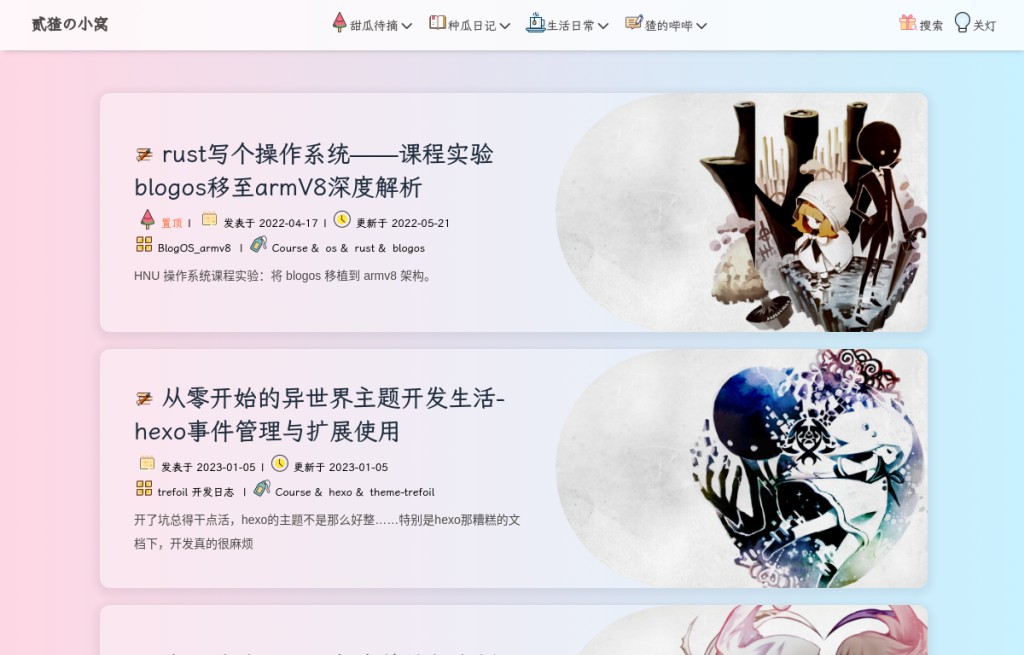 贰猹の小窝
甜瓜待摘
种瓜日记
生活日常
猹的哔哔
搜索
关灯
rust写个操作系统——课程实验
blogos移至armV8深度解析
置顶 | 发表于 2022-04-17 | 更新于 2022-05-21
BlogOS_armv8 | Course & os & rust & blogos
HNU 操作系统课程实验：将 blogos 移植到 armv8 架构。
从零开始的异世界主题开发生活-
hexo事件管理与扩展使用
发表于 2023-01-05 | 更新于 2023-01-05
trefoil 开发日志 | Course & hexo & theme-trefoil
开了坑总得干点活，hexo的主题不是那么好整……特别是hexo那糟糕的文
档下，开发真的很麻烦